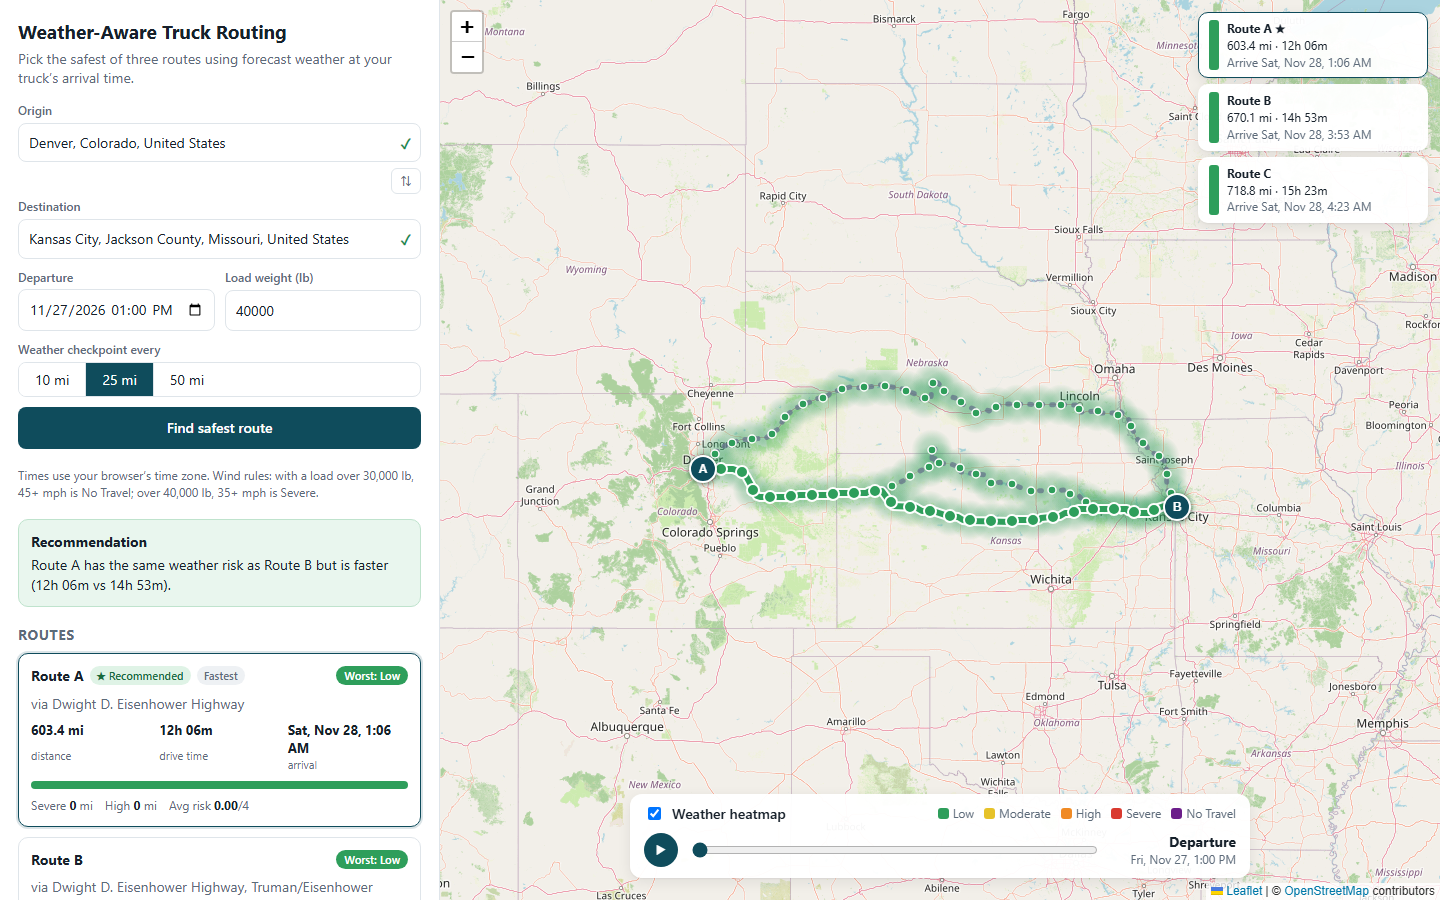 Weather-Aware Truck Routing
Pick the safest of three routes using forecast weather at your
truck's arrival time.
Origin
Denver, Colorado, United States
Destination
Kansas City, Jackson County, Missouri, United States
Departure
Load weight (lb)
11/27/2026 01:00 PM
40000
Weather checkpoint every
10 mi
25 mi
50 mi
Find safest route
Times use your browser's time zone. Wind rules: with a load over 30,000 lb,
45+ mph is No Travel; over 40,000 lb, 35+ mph is Severe.
Recommendation
Route A has the same weather risk as Route B but is faster
(12h 06m vs 14h 53m).
ROUTES
Route A ★ Recommended Fastest Worst: Low
via Dwight D. Eisenhower Highway
603.4 mi
distance
12h 06m
drive time
Sat, Nov 28, 1:06
AM
arrival
Severe 0 mi High 0 mi Avg risk 0.00/4
Route B Worst: Low
via Dwight D. Eisenhower Highway, Truman/Eisenhower
+
−
Route A ★
603.4 mi · 12h 06m
Arrive Sat, Nov 28, 1:06 AM
Route B
670.1 mi · 14h 53m
Arrive Sat, Nov 28, 3:53 AM
Route C
718.8 mi · 15h 23m
Arrive Sat, Nov 28, 4:23 AM
Montana
Bismarck
Fargo
Billings
Rapid City
South Dakota
Sioux Falls
Wyoming
Vermillion
Madison
Sioux City
Iowa
Cedar
Rapids
Nebraska
Omaha
Des Moines
Davenport
Cheyenne
Lincoln
Peoria
Fort Collins
Bloomington
Longmont
A
Saint Joseph
Illinois
Grand
Junction
Colorado
B
Columbia
Colorado Springs
Kansas
Saint Louis
Pueblo
Missouri
Wichita
Springfield
Fayetteville
Tulsa
Jonesboro
Edmond
Fort Smith
Santa Fe
Oklahoma
Albuquerque
Amarillo
Memphis
Lawton
Arkansas
Wichita
New Mexico
Weather heatmap
Low
Moderate
High
Severe
No Travel
Departure
Fri, Nov 27, 1:00 PM
Mississippi
Las Cruces
Abilene
Tyler
Leaflet | © OpenStreetMap contributors